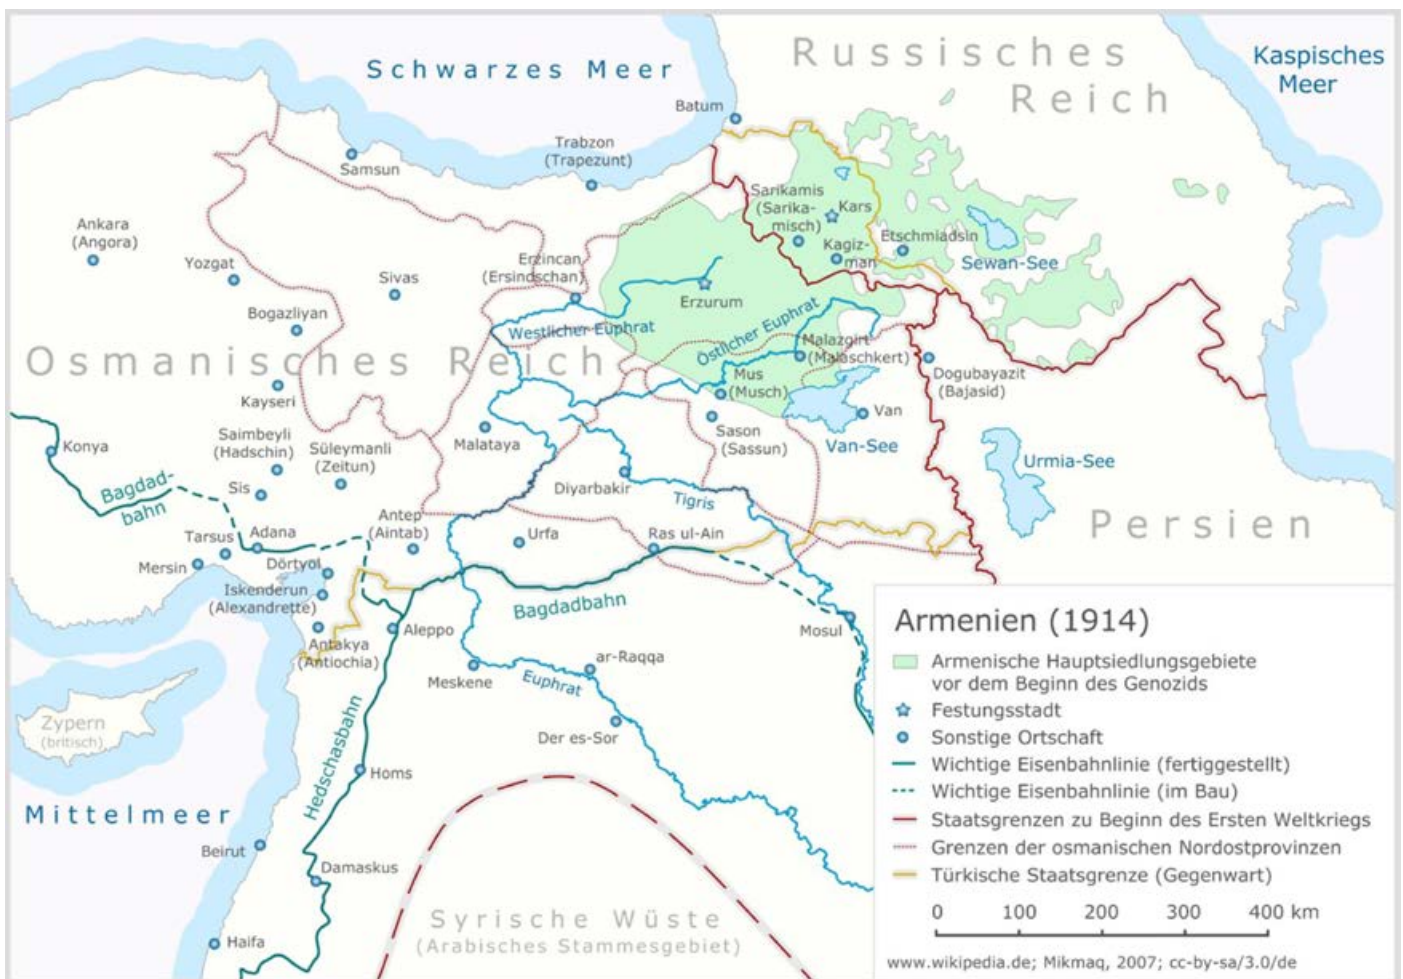 Schwarzes Meer
Russisches
Reich
Kaspisches
Meer
Batum
Trabzon
(Trapezunt)
Samsun
Ankara
(Angora)
Yozgat
Sivas
Erzincan
(Ersindschan)
Bogazliyan
Sarikamis
(Sarika-
misch)
Kars
Kagiz-
man
Etschmiadsin
Sewan-See
Erzurum
Westlicher Euphrat
Östlicher Euphrat
Malazgirt
(Malaschkert)
Osmanisches Reich
Mus
(Musch)
Dogubayazit
(Bajasid)
Kayseri
Konya
Saimbeyli
(Hadschin)
Süleymanli
(Zeitun)
Malataya
Sason
(Sassun)
Van
Van-See
Urmia-See
Sis
Bagdad-
bahn
Diyarbakir
Tigris
Persien
Antep
(Aintab)
Urfa
Ras ul-Ain
Tarsus
Adana
Mersin
Dörtyol
Iskenderun
(Alexandrette)
Bagdadbahn
Antakya
(Antiochia)
Aleppo
Mosul
Meskene
Euphrat
ar-Raqqa
Der es-Sor
Zypern
(britisch)
Hedschasbahn
Homs
Mittelmeer
Beirut
Damaskus
Haifa
Syrische Wüste
(Arabisches Stammesgebiet)
Armenien (1914)
Armenische Hauptsiedlungsgebiete
vor dem Beginn des Genozids
Festungsstadt
Sonstige Ortschaft
Wichtige Eisenbahnlinie (fertiggestellt)
Wichtige Eisenbahnlinie (im Bau)
Staatsgrenzen zu Beginn des Ersten Weltkriegs
Grenzen der osmanischen Nordostprovinzen
Türkische Staatsgrenze (Gegenwart)
0 100 200 300 400 km
www.wikipedia.de; Mikmaq, 2007; cc-by-sa/3.0/de